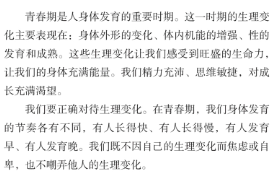 青春期是人身体发育的重要时期。这一时期的生理变
化主要表现在：身体外形的变化、体内机能的增强、性的
发育和成熟。这些生理变化让我们感受到旺盛的生命力，
让我们的身体充满能量。我们精力充沛、思维敏捷，对成
长充满渴望。
我们要正确对待生理变化。在青春期，我们身体发育
的节奏各有不同，有人长得快、有人长得慢，有人发育
早、有人发育晚。我们既不因自己的生理变化而焦虑或自
卑，也不嘲弄他人的生理变化。